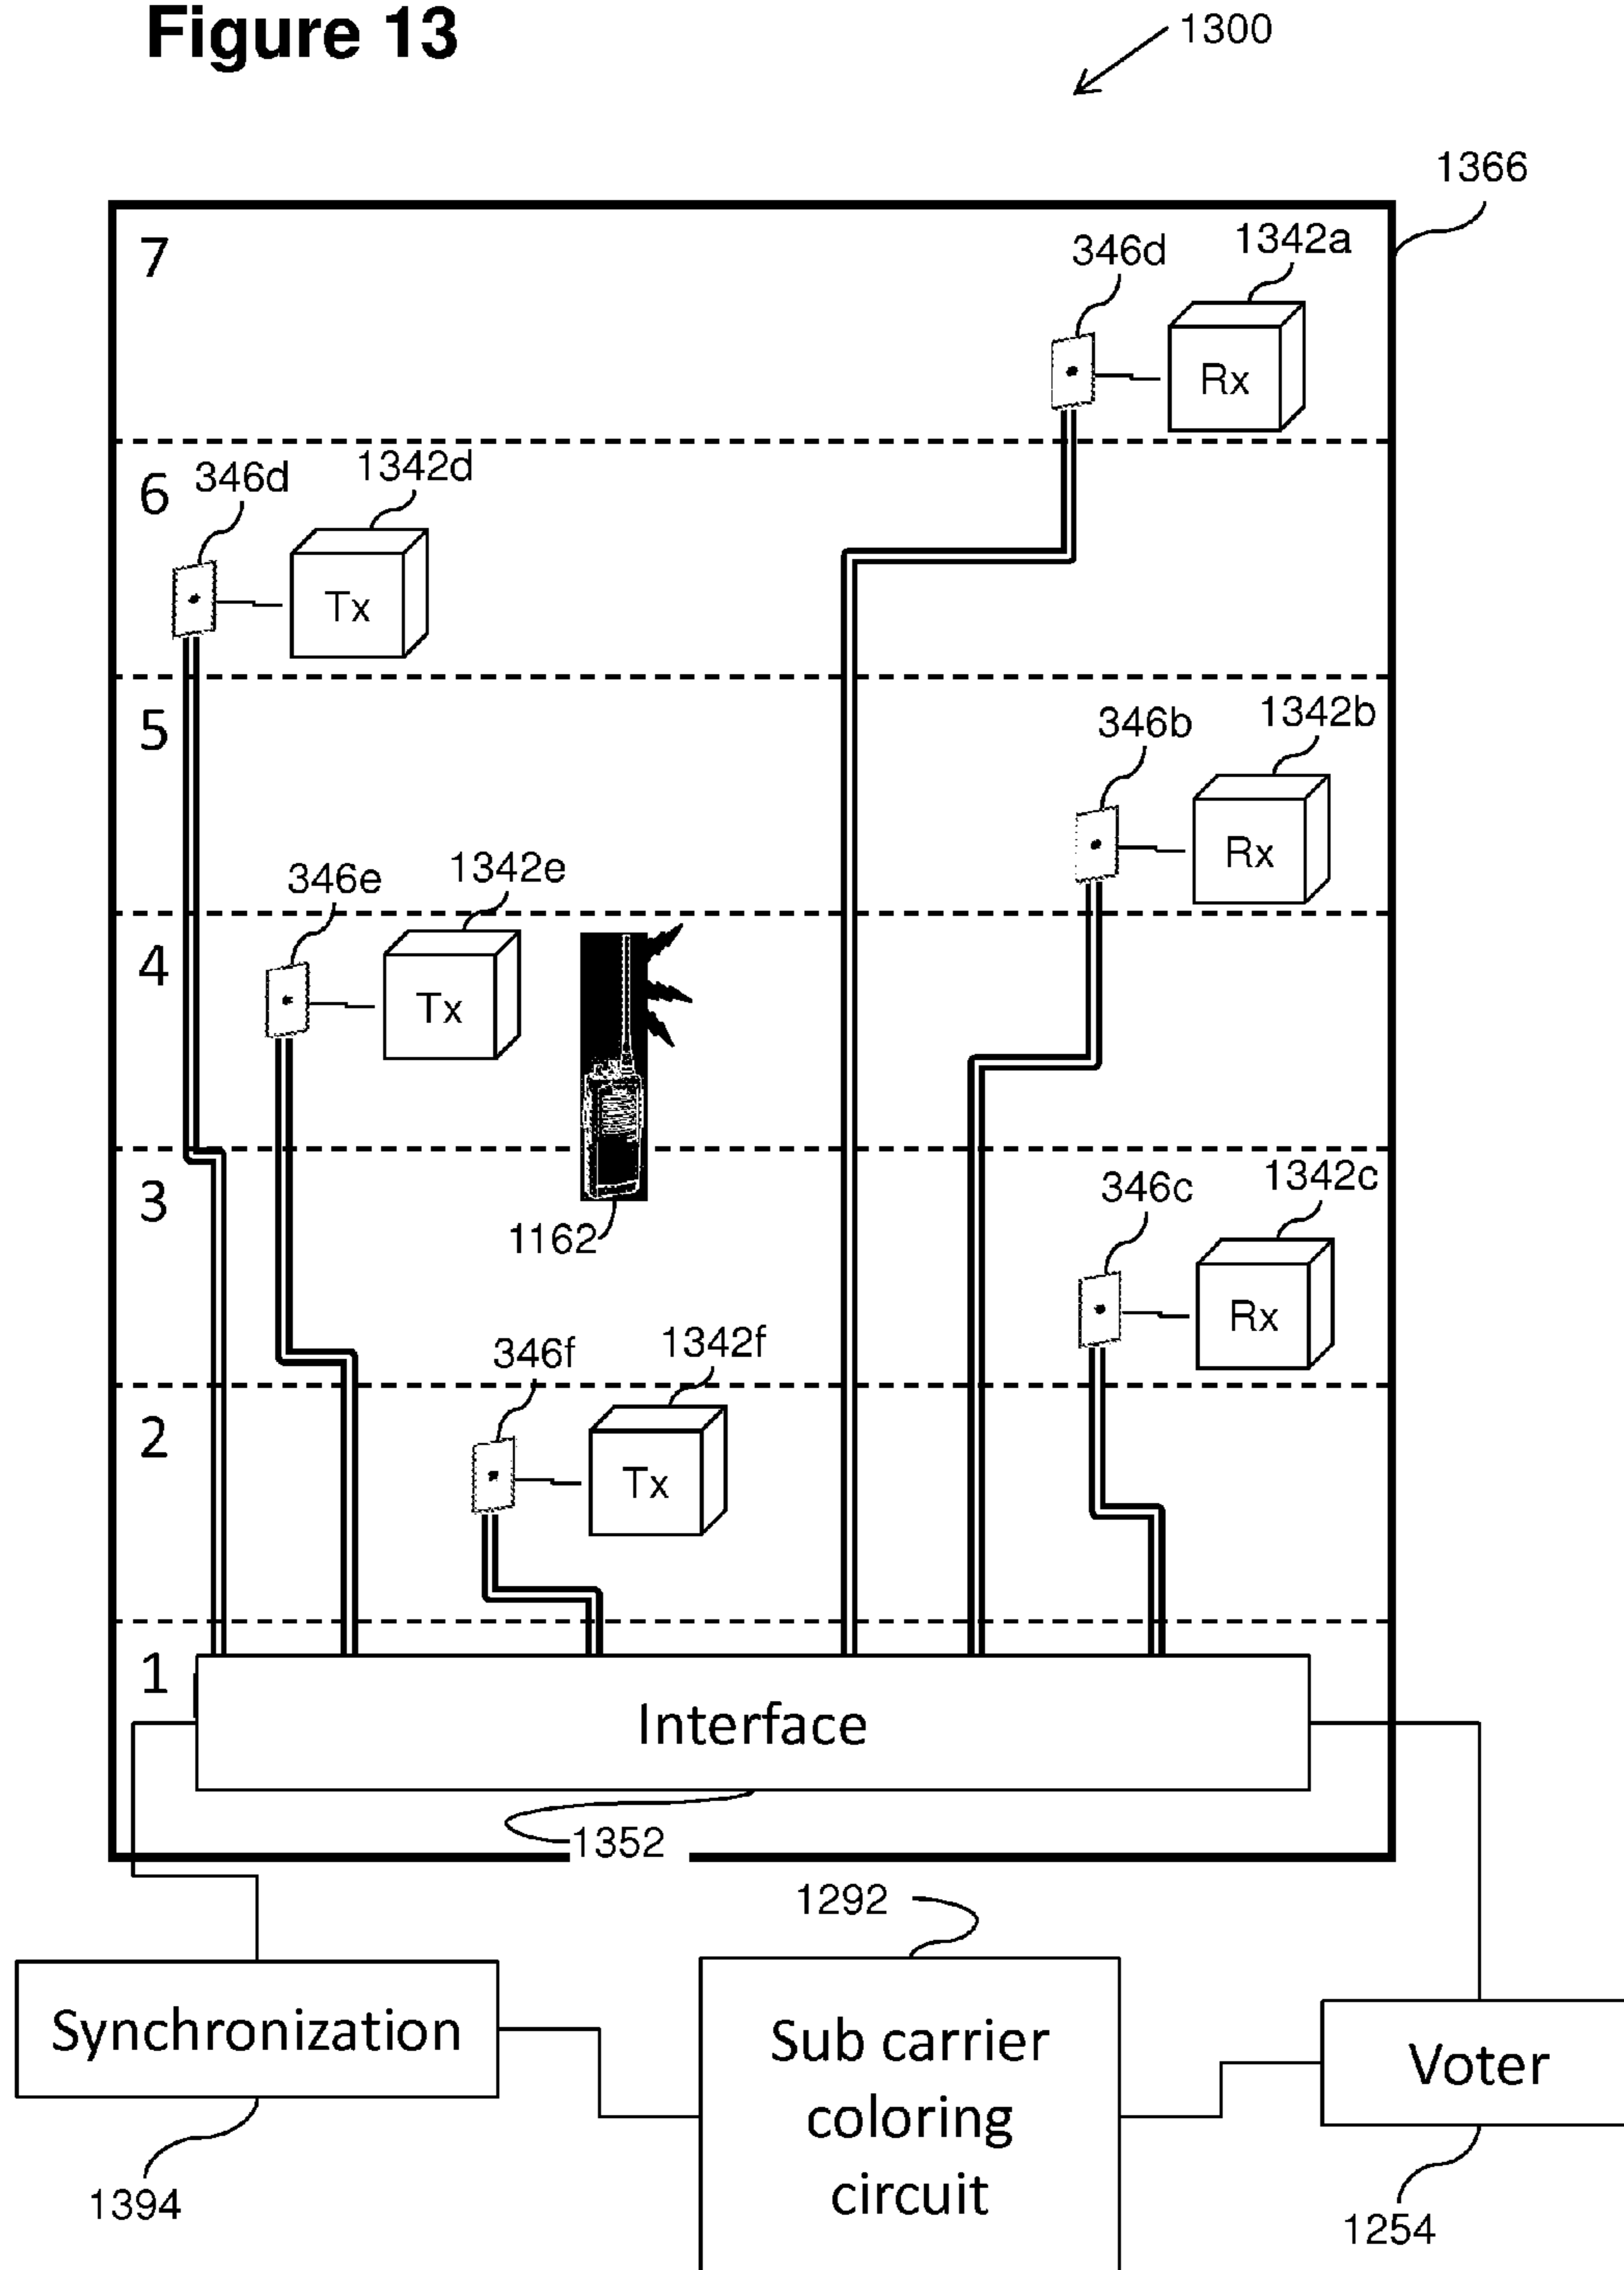 Figure 13
1300
1366
7
346d
1342a
Rx
6
346d
1342d
Tx
5
346b
1342b
Rx
346e
1342e
4
Tx
3
346c
1342c
1162
Rx
346f
1342f
2
Tx
1
Interface
1352
1292
Synchronization
Sub carrier
coloring
circuit
Voter
1394
1254